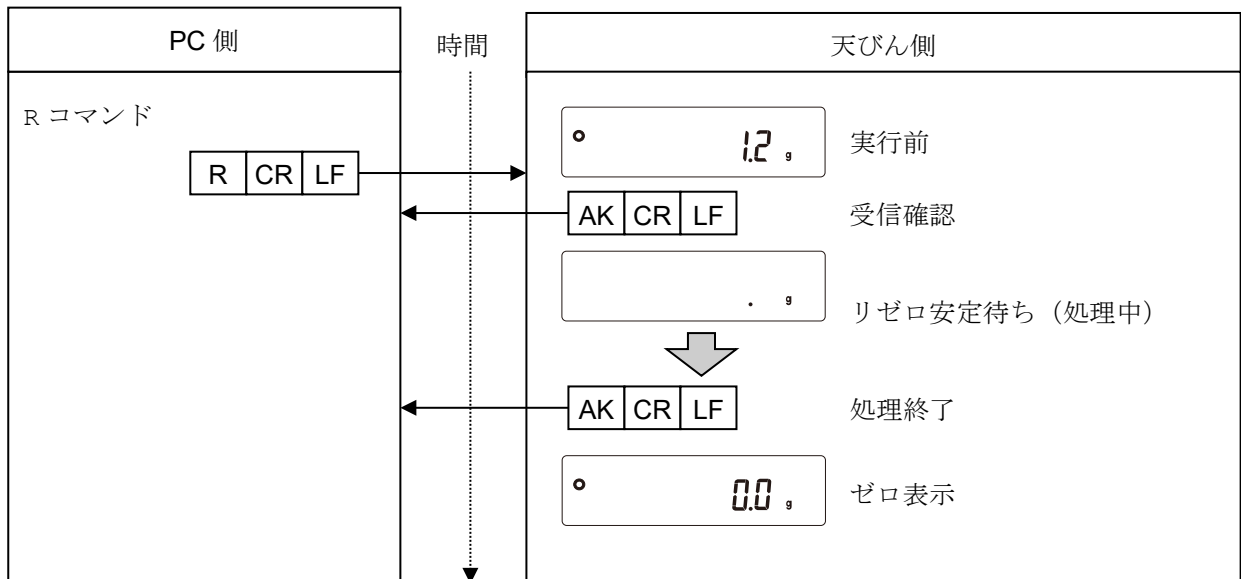 PC 側
時間
天びん側
R コマンド
1.2 g
実行前
R CR LF
AK CR LF
受信確認
. g
リゼロ安定待ち（処理中）
AK CR LF
処理終了
0.0 g
ゼロ表示